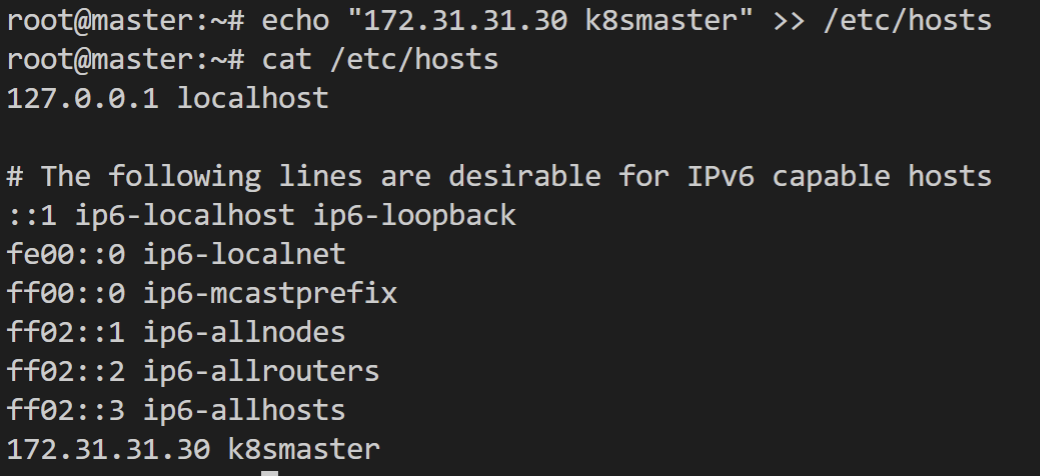 root@master:~# echo "172.31.31.30 k8smaster" >> /etc/hosts
root@master:~# cat /etc/hosts
127.0.0.1 localhost

# The following lines are desirable for IPv6 capable hosts
::1 ip6-localhost ip6-loopback
fe00::0 ip6-localnet
ff00::0 ip6-mcastprefix
ff02::1 ip6-allnodes
ff02::2 ip6-allrouters
ff02::3 ip6-allhosts
172.31.31.30 k8smaster